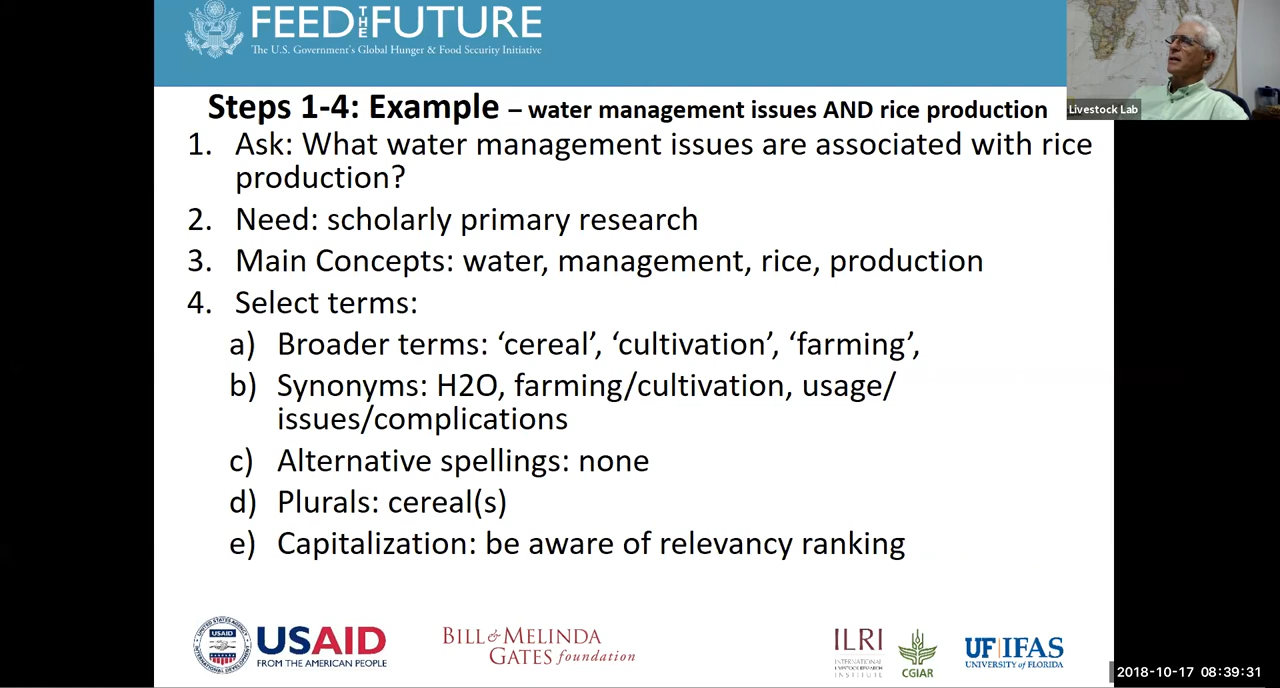 FEED THE FUTURE
The U.S. Government's Global Hunger & Food Security Initiative
Livestock Lab
Steps 1-4: Example – water management issues AND rice production
1. Ask: What water management issues are associated with rice
production?
2. Need: scholarly primary research
3. Main Concepts: water, management, rice, production
4. Select terms:
a) Broader terms: ‘cereal’, ‘cultivation’, ‘farming’,
b) Synonyms: H2O, farming/cultivation, usage/
issues/complications
c) Alternative spellings: none
d) Plurals: cereal(s)
e) Capitalization: be aware of relevancy ranking
USAID
USAID
FROM THE AMERICAN PEOPLE
BILL & MELINDA
GATES foundation
ILRI
INTERNATIONAL
LIVESTOCK RESEARCH
INSTITUTE
CGIAR
UF IFAS
UNIVERSITY of FLORIDA
2018-10-17 08:39:31